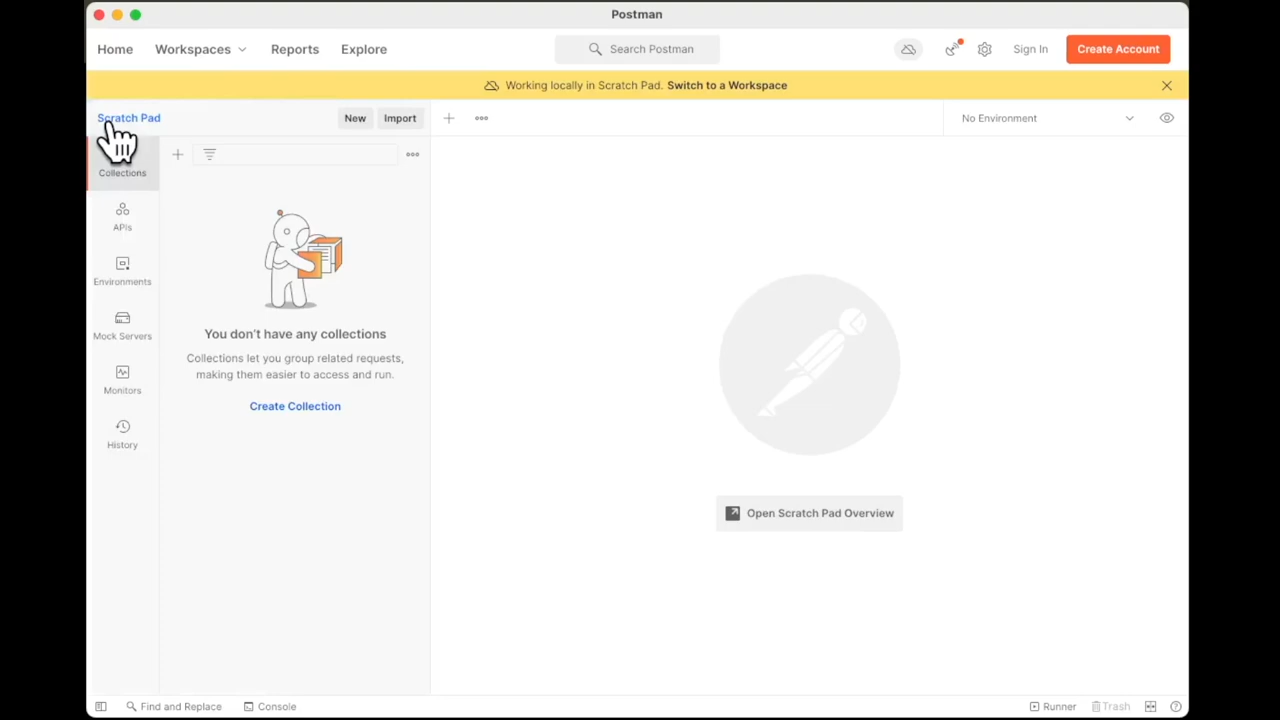 Postman
Home Workspaces Reports Explore Search Postman Sign In Create Account
Working locally in Scratch Pad. Switch to a Workspace
Scratch Pad New Import No Environment
Collections
APIs
Environments
Mock Servers
Monitors
History
You don't have any collections
Collections let you group related requests,
making them easier to access and run.
Create Collection
Open Scratch Pad Overview
Find and Replace Console Runner Trash